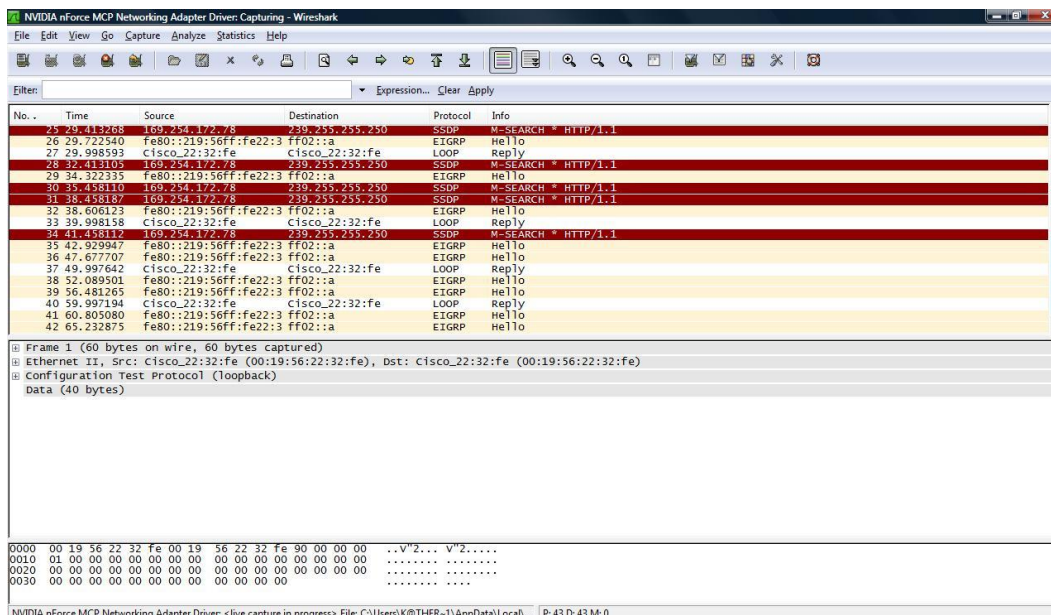 NVIDIA nForce MCP Networking Adapter Driver: Capturing - Wireshark
File Edit View Go Capture Analyze Statistics Help
Filter: Expression... Clear Apply
No. . Time Source Destination Protocol Info
25 29.413268 169.254.172.78 239.255.255.250 SSDP M-SEARCH * HTTP/1.1
26 29.722540 fe80::219:56ff:fe22:3 ff02::a EIGRP Hello
27 29.998593 Cisco_22:32:fe Cisco_22:32:fe LOOP Reply
28 32.413105 169.254.172.78 239.255.255.250 SSDP M-SEARCH * HTTP/1.1
29 34.322335 fe80::219:56ff:fe22:3 ff02::a EIGRP Hello
30 35.458110 169.254.172.78 239.255.255.250 SSDP M-SEARCH * HTTP/1.1
31 38.458187 169.254.172.78 239.255.255.250 SSDP M-SEARCH * HTTP/1.1
32 38.606123 fe80::219:56ff:fe22:3 ff02::a EIGRP Hello
33 39.998158 Cisco_22:32:fe Cisco_22:32:fe LOOP Reply
34 41.458112 169.254.172.78 239.255.255.250 SSDP M-SEARCH * HTTP/1.1
35 42.929947 fe80::219:56ff:fe22:3 ff02::a EIGRP Hello
36 47.677707 fe80::219:56ff:fe22:3 ff02::a EIGRP Hello
37 49.997642 Cisco_22:32:fe Cisco_22:32:fe LOOP Reply
38 52.089501 fe80::219:56ff:fe22:3 ff02::a EIGRP Hello
39 56.481265 fe80::219:56ff:fe22:3 ff02::a EIGRP Hello
40 59.997194 Cisco_22:32:fe Cisco_22:32:fe LOOP Reply
41 60.805080 fe80::219:56ff:fe22:3 ff02::a EIGRP Hello
42 65.232875 fe80::219:56ff:fe22:3 ff02::a EIGRP Hello
Frame 1 (60 bytes on wire, 60 bytes captured)
Ethernet II, Src: Cisco_22:32:fe (00:19:56:22:32:fe), Dst: Cisco_22:32:fe (00:19:56:22:32:fe)
Configuration Test Protocol (loopback)
Data (40 bytes)
0000 00 19 56 22 32 fe 00 19 56 22 32 fe 90 00 00 00 ..V"2... V"2.....
0010 01 00 00 00 00 00 00 00 00 00 00 00 00 00 00 00 ........ ........
0020 00 00 00 00 00 00 00 00 00 00 00 00 00 00 00 00 ........ ........
0030 00 00 00 00 00 00 00 00 00 00 00 00 ........ ....
NVIDIA nForce MCP Networking Adapter Driver: <live capture in progress> File: C:\Users\K@THER~1\AppData\Local\ P: 43 D: 43 M: 0